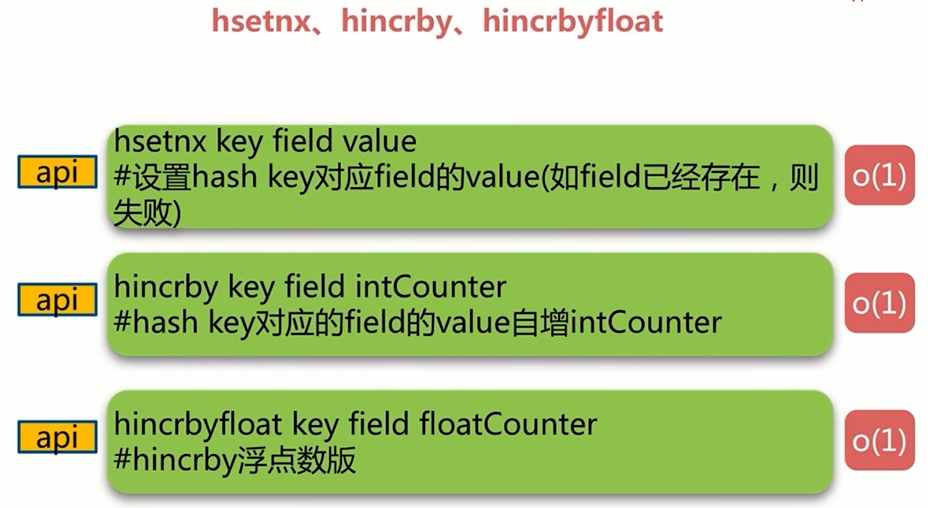 hsetnx、hincrby、hincrbyfloat
api
hsetnx key field value
#设置hash key对应field的value(如field已经存在，则
失败)
o(1)
api
hincrby key field intCounter
#hash key对应的field的value自增intCounter
o(1)
api
hincrbyfloat key field floatCounter
#hincrby浮点数版
o(1)